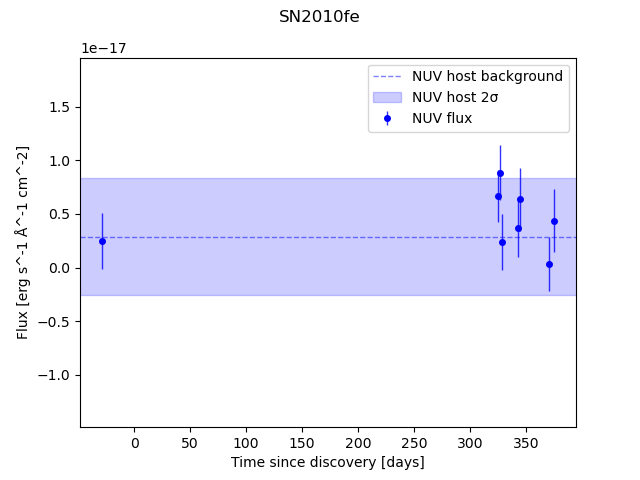 SN2010fe
1e−17
NUV host background
NUV host 2σ
NUV flux
1.5
1.0
0.5
0.0
−0.5
−1.0
Flux [erg s^-1 Å^-1 cm^-2]
0 50 100 150 200 250 300 350
Time since discovery [days]